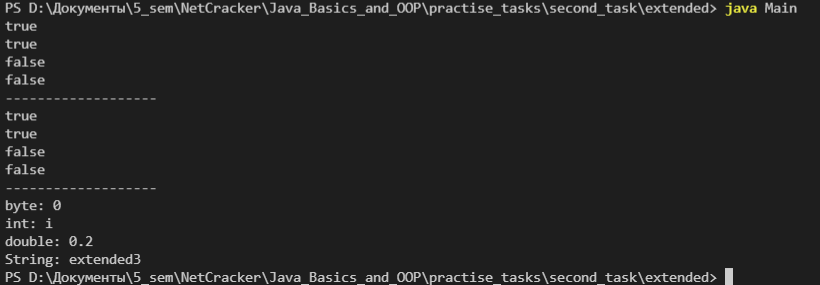 PS D:\Документы\5_sem\NetCracker\Java_Basics_and_OOP\practise_tasks\second_task\extended> java Main
true
true
false
false
-------------------
true
true
false
false
-------------------
byte: 0
int: i
double: 0.2
String: extended3
PS D:\Документы\5_sem\NetCracker\Java_Basics_and_OOP\practise_tasks\second_task\extended>